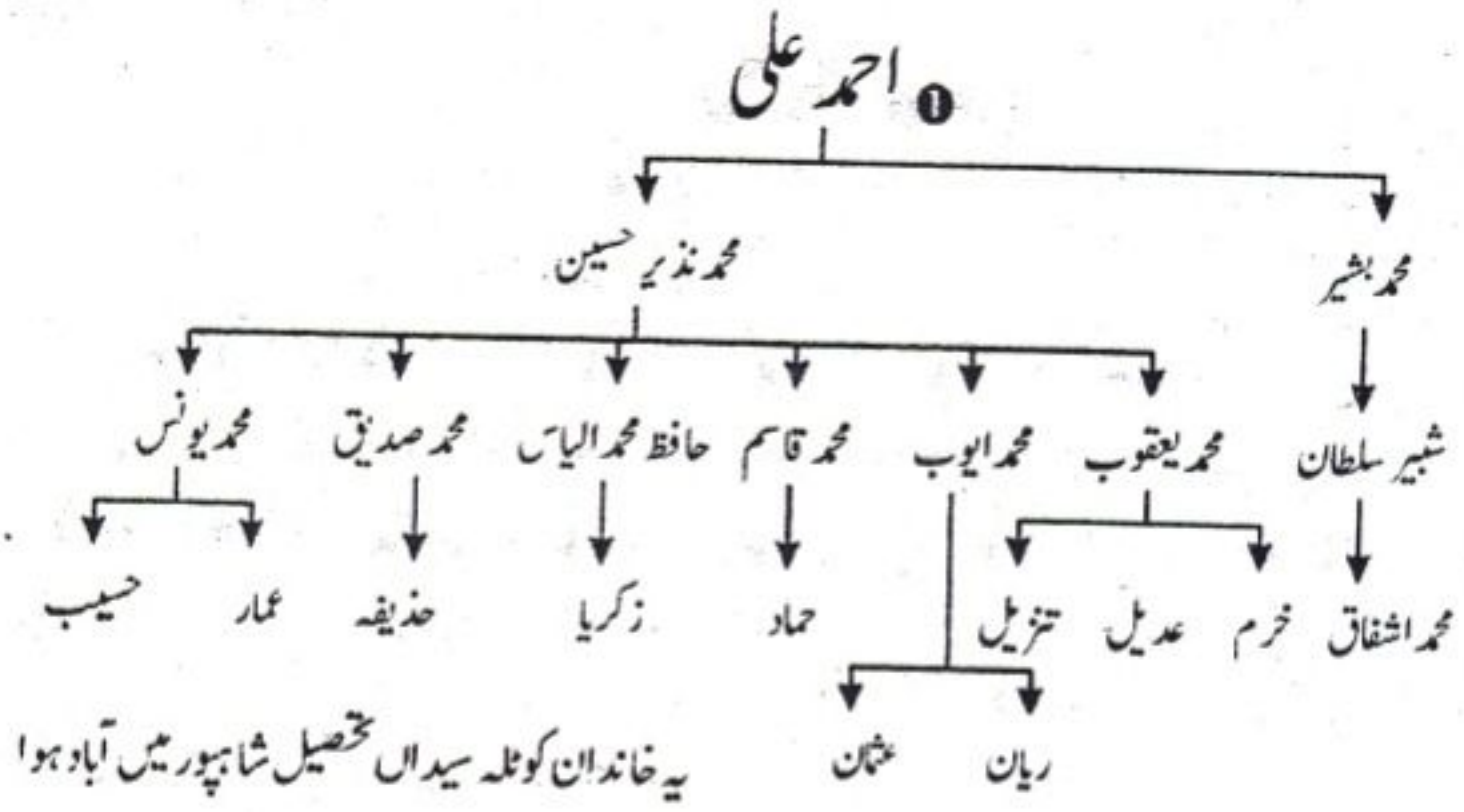 ❶ احمد علی
محمد بشیر محمد نذیر حسین
شبیر سلطان محمد یعقوب محمد ایوب محمد قاسم حافظ محمد الیاس محمد صدیق محمد یونس
محمد اشفاق خرم عدیل تنزیل حماد زکریا حذیفہ عمار حسیب
ریان عثمان
یہ خاندان کوٹلہ سیداں تحصیل شاہپور میں آباد ہوا